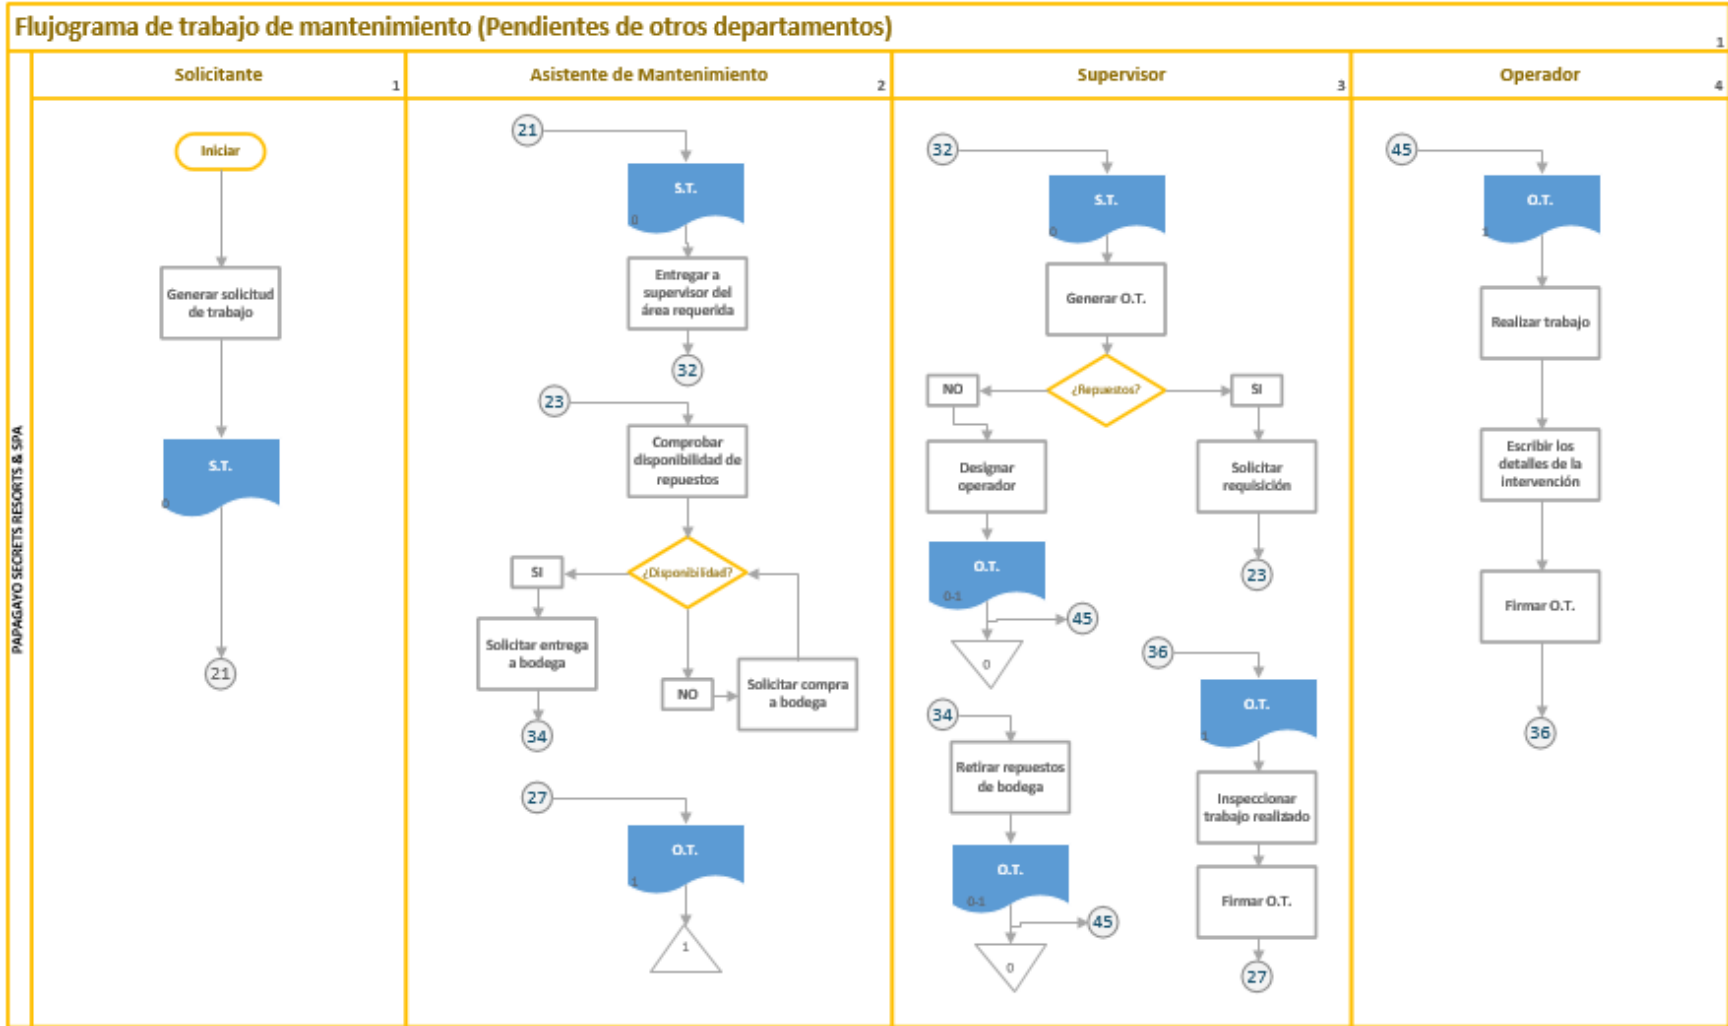 Flujograma de trabajo de mantenimiento (Pendientes de otros departamentos)
1
PAPAGAYO SECRETS RESORTS & SPA
Solicitante
1
Iniciar
Generar solicitud
de trabajo
S.T.
0
21
Asistente de Mantenimiento
2
21
S.T.
0
Entregar a
supervisor del
área requerida
32
23
Comprobar
disponibilidad de
repuestos
¿Disponibilidad?
SI
Solicitar entrega
a bodega
34
NO
Solicitar compra
a bodega
27
O.T.
1
1
Supervisor
3
32
S.T.
0
Generar O.T.
¿Repuestos?
NO
SI
Designar
operador
Solicitar
requisición
O.T.
0-1
45
0
23
34
Retirar repuestos
de bodega
O.T.
0-1
45
0
36
O.T.
1
Inspeccionar
trabajo realizado
Firmar O.T.
27
Operador
4
45
O.T.
1
Realizar trabajo
Escribir los
detalles de la
intervención
Firmar O.T.
36